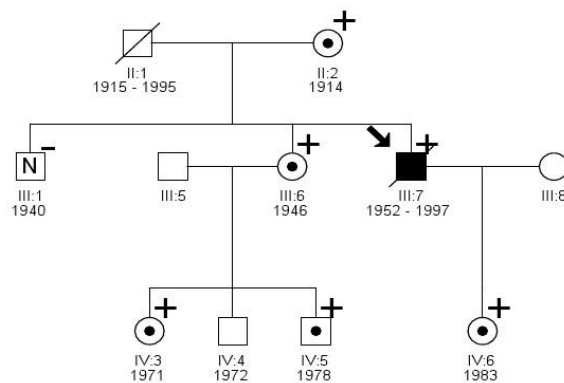 +
II:1
1915 - 1995
II:2
1914
N
-
+
+
III:1
1940
III:5
III:6
1946
III:7
1952 - 1997
III:8
+
+
+
IV:3
1971
IV:4
1972
IV:5
1978
IV:6
1983